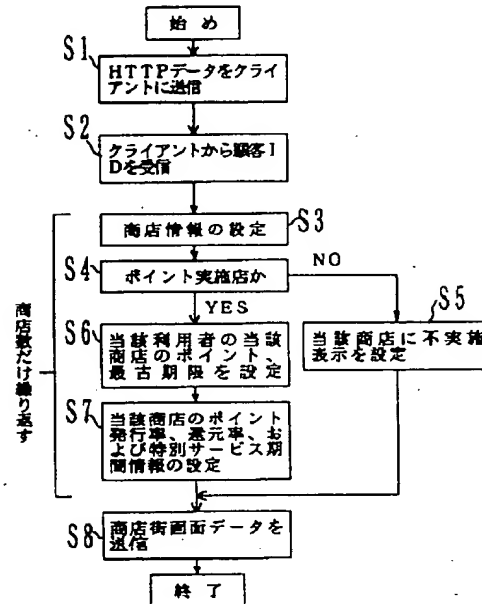 始め
S1
HTTPデータをクライ
アントに送信
S2
クライアントから顧客I
Dを受信
商店情報の設定
S3
S4
ポイント実施店か
NO
YES
S5
当該商店に不実施
表示を設定
S6
当該利用者の当該
商店のポイント、
最古期限を設定
S7
当該商店のポイント
発行率、還元率、お
よび特別サービス期
間情報の設定
商店数だけ繰り返す
S8
商店街画面データを
送信
終了